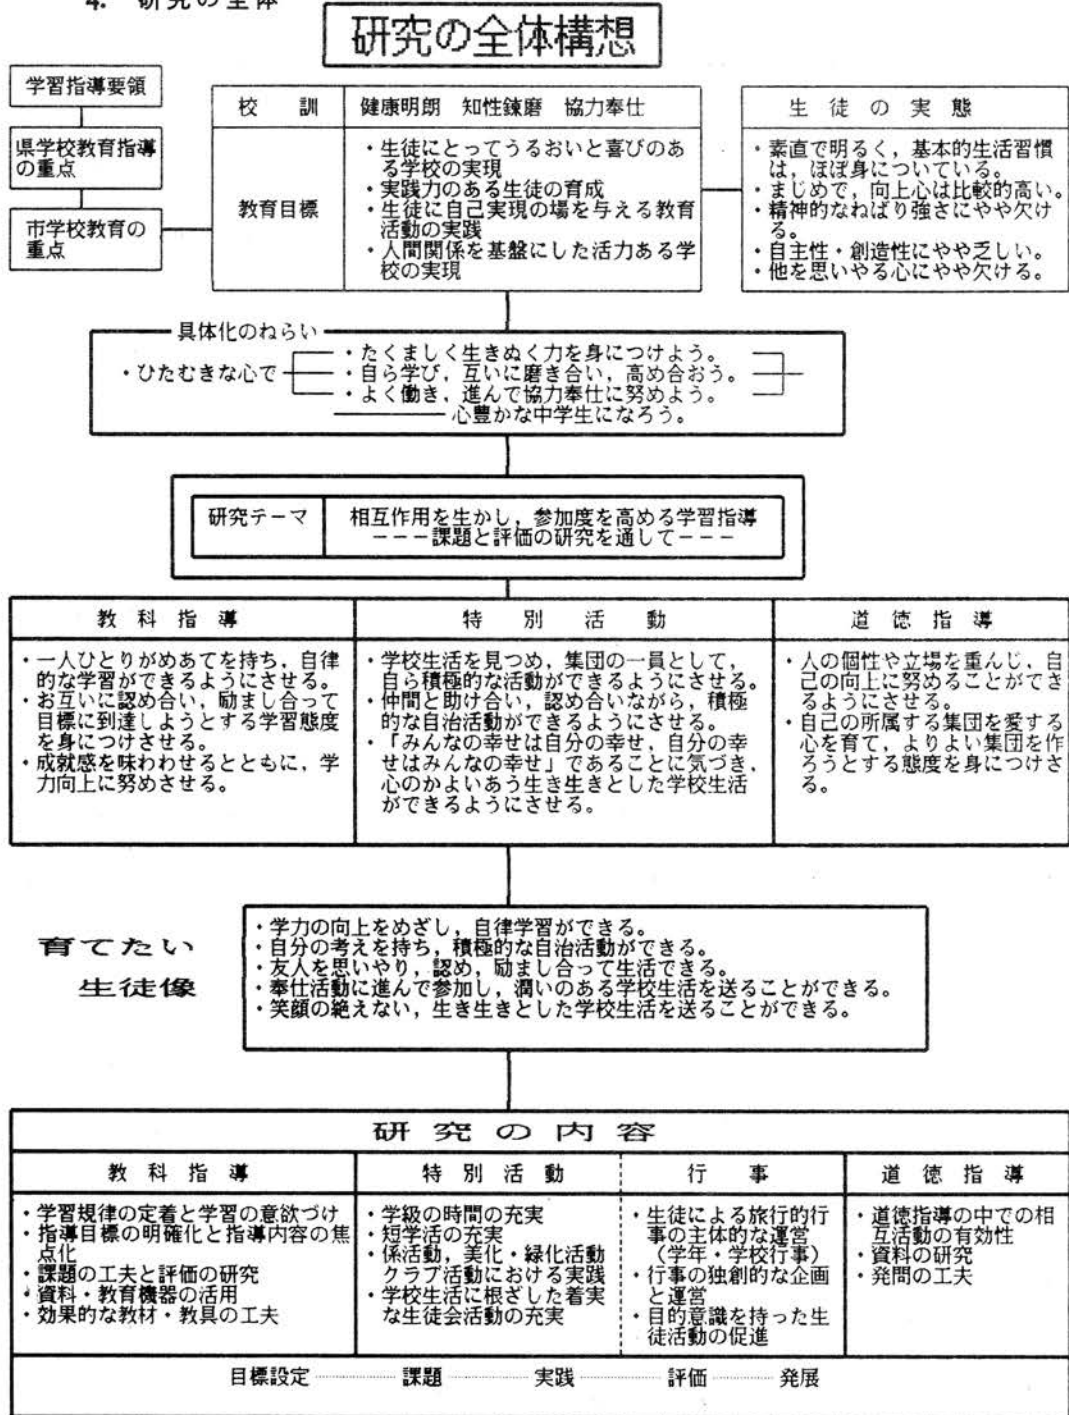 4. 研究の全体
研究の全体構想
学習指導要領
県学校教育指導
の重点
市学校教育の
重点
校 訓
健康明朗 知性錬磨 協力奉仕
教育目標
・生徒にとってうるおいと喜びのあ
る学校の実現
・実践力のある生徒の育成
・生徒に自己実現の場を与える教育
活動の実践
・人間関係を基盤にした活力ある学
校の実現
生徒の実態
・素直で明るく，基本的生活習慣
は，ほぼ身についている。
・まじめで，向上心は比較的高い。
・精神的なねばり強さにやや欠け
る。
・自主性・創造性にやや乏しい。
・他を思いやる心にやや欠ける。
具体化のねらい
・ひたむきな心で
・たくましく生きぬく力を身につけよう。
・自ら学び，互いに磨き合い，高め合おう。
・よく働き，進んで協力奉仕に努めよう。
心豊かな中学生になろう。
研究テーマ
相互作用を生かし，参加度を高める学習指導
---課題と評価の研究を通して---
教科指導
・一人ひとりがめあてを持ち，自律
的な学習ができるようにさせる。
・お互いに認め合い，励まし合って
目標に到達しようとする学習態度
を身につけさせる。
・成就感を味わわせるとともに，学
力向上に努めさせる。
特別活動
・学校生活を見つめ，集団の一員として，
自ら積極的な活動ができるようにさせる。
・仲間と助け合い，認め合いながら，積極
的な自治活動ができるようにさせる。
・「みんなの幸せは自分の幸せ，自分の幸
せはみんなの幸せ」であることに気づき，
心のかよいあう生き生きとした学校生活
ができるようにさせる。
道徳指導
・人の個性や立場を重んじ，自
己の向上に努めることができ
るようにさせる。
・自己の所属する集団を愛する
心を育て，よりよい集団を作
ろうとする態度を身につけさせ
る。
育てたい
生徒像
・学力の向上をめざし，自律学習ができる。
・自分の考えを持ち，積極的な自治活動ができる。
・友人を思いやり，認め，励まし合って生活できる。
・奉仕活動に進んで参加し，潤いのある学校生活を送ることができる。
・笑顔の絶えない，生き生きとした学校生活を送ることができる。
研究の内容
教科指導
・学習規律の定着と学習の意欲づけ
・指導目標の明確化と指導内容の焦
点化
・課題の工夫と評価の研究
・資料・教育機器の活用
・効果的な教材・教具の工夫
特別活動
・学級の時間の充実
・短学活の充実
・係活動，美化・緑化活動
クラブ活動における実践
・学校生活に根ざした着実
な生徒会活動の充実
行 事
・生徒による旅行的行
事の主体的な運営
（学年・学校行事）
・行事の独創的な企画
と運営
・目的意識を持った生
徒活動の促進
道徳指導
・道徳指導の中での相
互活動の有効性
・資料の研究
・発問の工夫
目標設定……課題……実践……評価……発展